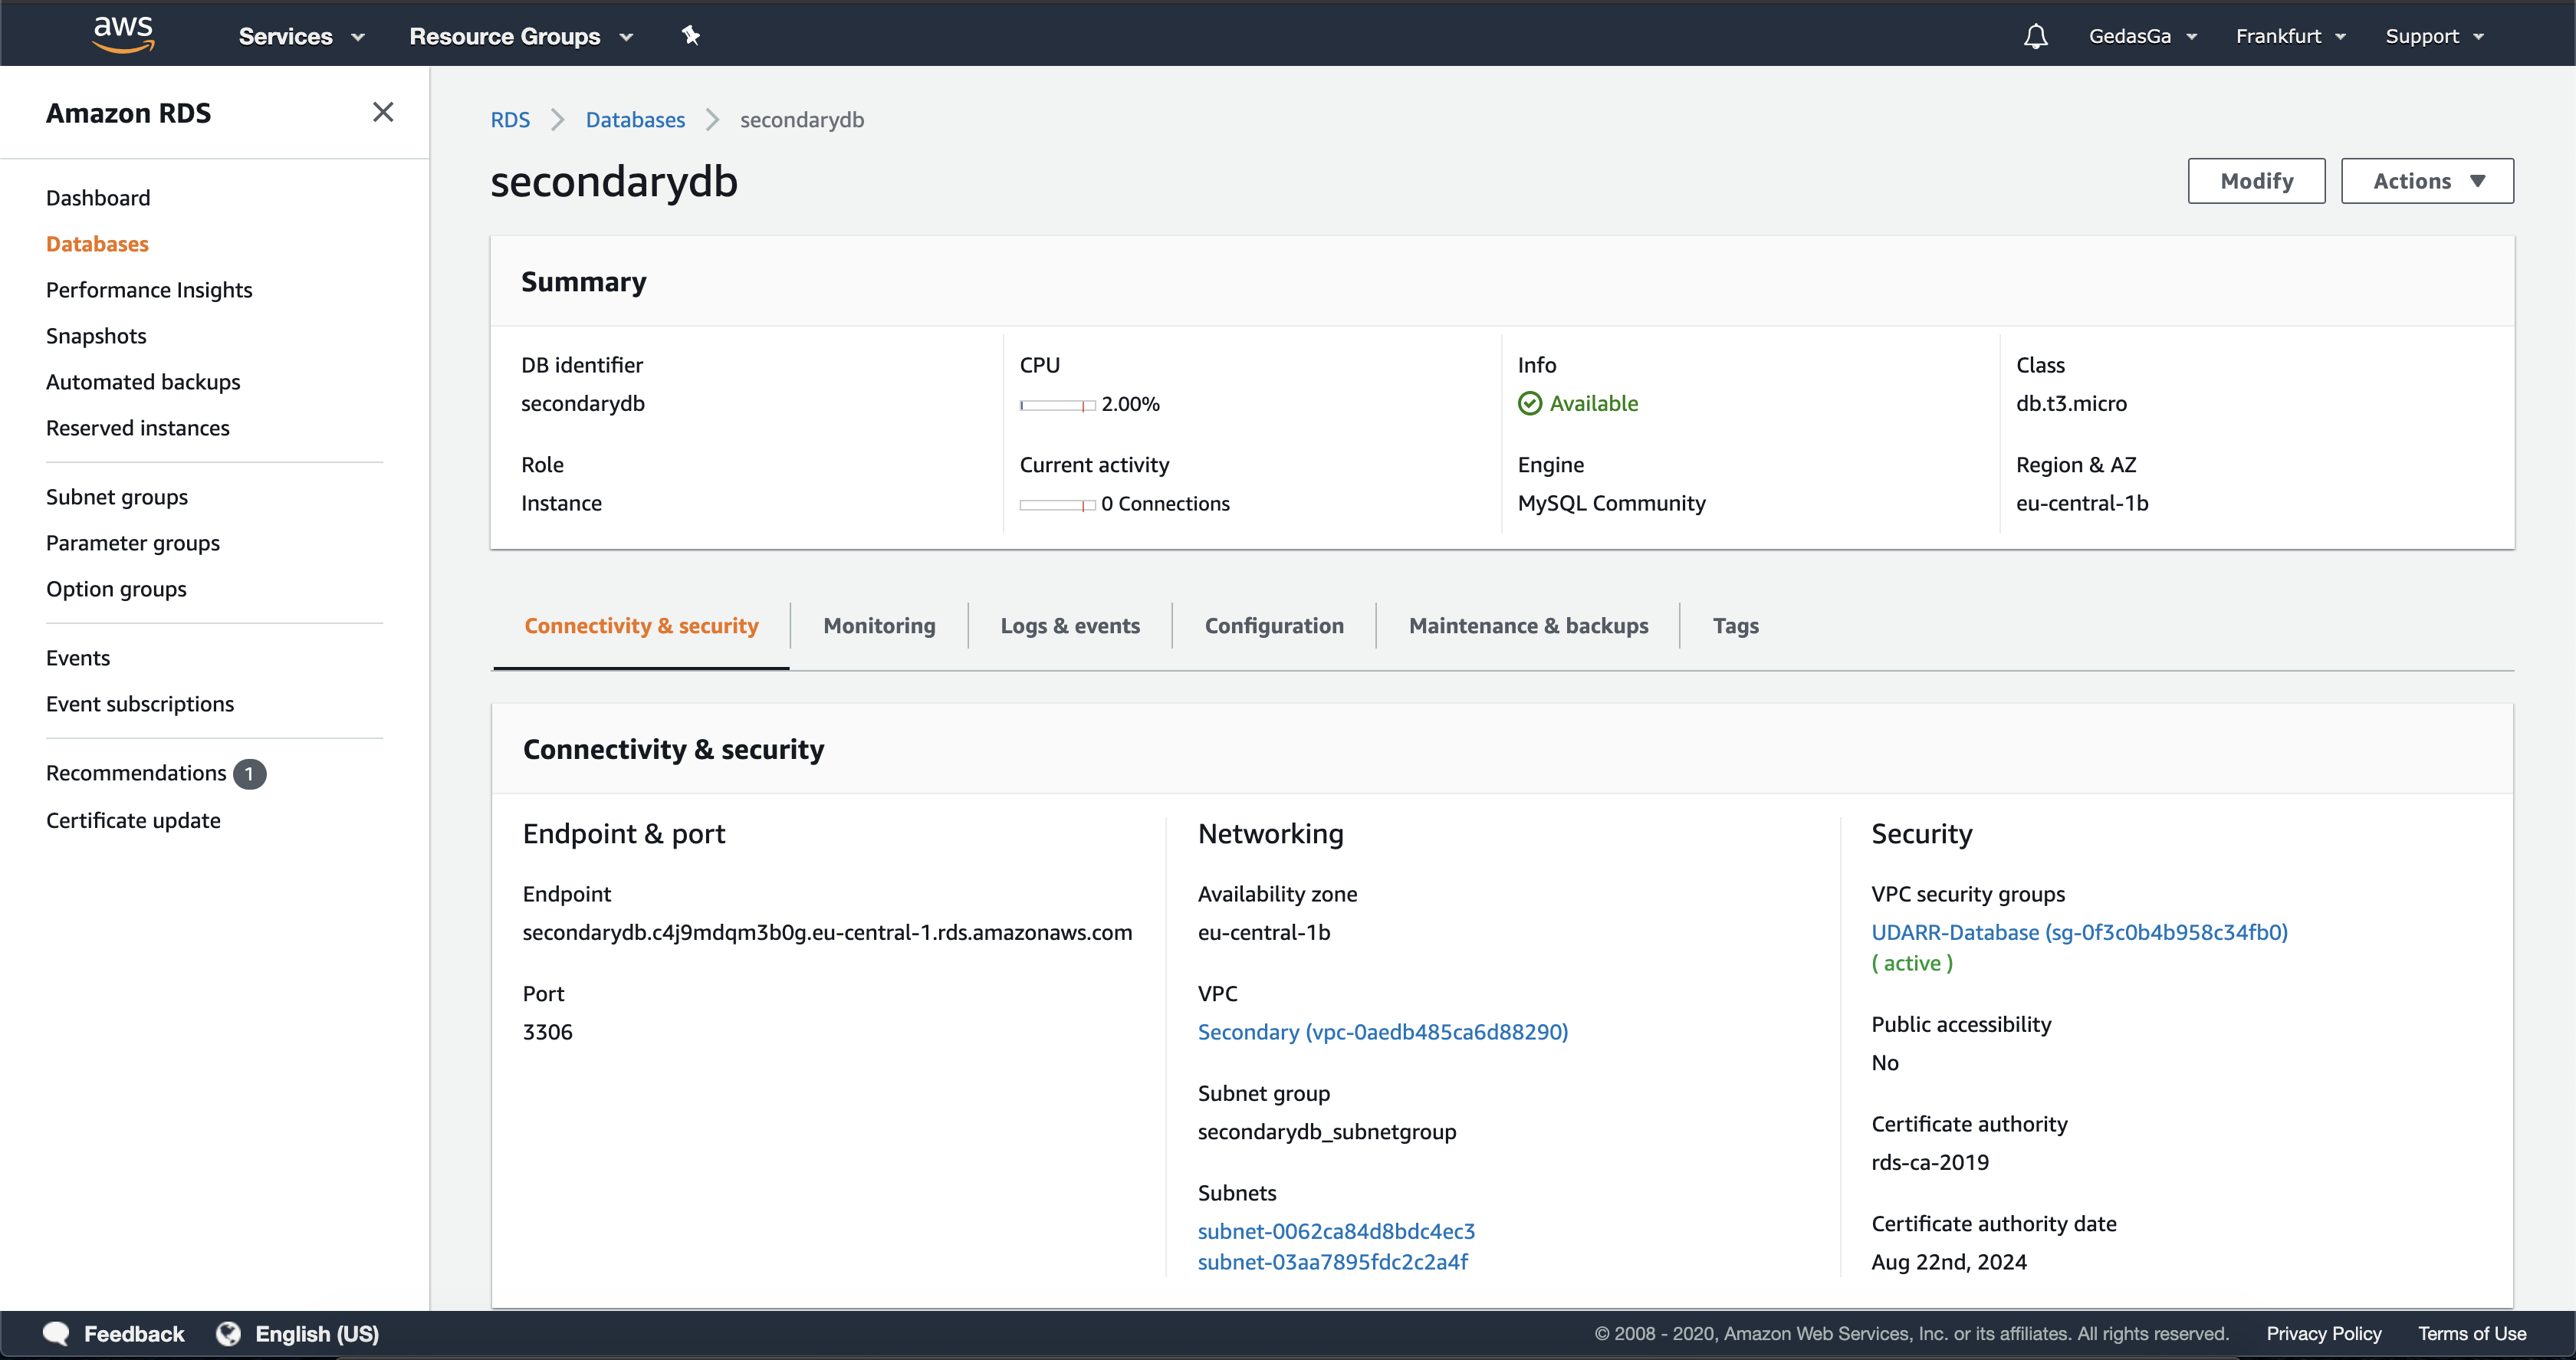 aws
Services
Resource Groups
GedasGa
Frankfurt
Support
Amazon RDS
Dashboard
Databases
Performance Insights
Snapshots
Automated backups
Reserved instances
Subnet groups
Parameter groups
Option groups
Events
Event subscriptions
Recommendations 1
Certificate update
RDS
Databases
secondarydb
secondarydb
Modify
Actions
Summary
DB identifier
secondarydb
CPU
2.00%
Info
Available
Class
db.t3.micro
Role
Instance
Current activity
0 Connections
Engine
MySQL Community
Region & AZ
eu-central-1b
Connectivity & security
Monitoring
Logs & events
Configuration
Maintenance & backups
Tags
Connectivity & security
Endpoint & port
Endpoint
secondarydb.c4j9mdqm3b0g.eu-central-1.rds.amazonaws.com
Port
3306
Networking
Availability zone
eu-central-1b
VPC
Secondary (vpc-0aedb485ca6d88290)
Subnet group
secondarydb_subnetgroup
Subnets
subnet-0062ca84d8bdc4ec3
subnet-03aa7895fdc2c2a4f
Security
VPC security groups
UDARR-Database (sg-0f3c0b4b958c34fb0)
( active )
Public accessibility
No
Certificate authority
rds-ca-2019
Certificate authority date
Aug 22nd, 2024
Feedback
English (US)
© 2008 - 2020, Amazon Web Services, Inc. or its affiliates. All rights reserved.
Privacy Policy
Terms of Use